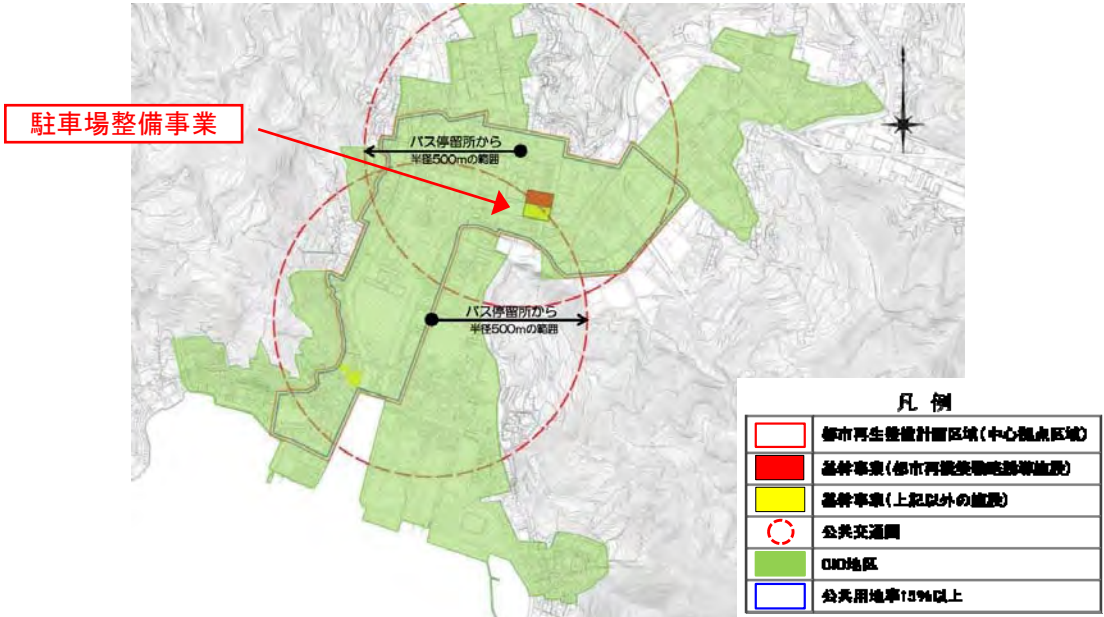 駐車場整備事業
バス停留所から
半径500mの範囲
バス停留所から
半径500mの範囲
凡 例
都市再生整備計画区域(中心拠点区域)
基幹事業(都市再構築戦略誘導施設)
基幹事業(上記以外の施設)
公共交通圏
DID地区
公共用地率15%以上